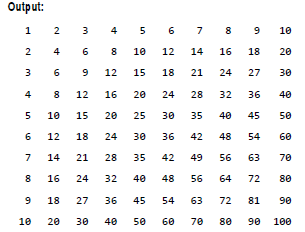 Output:
1 2 3 4 5 6 7 8 9 10
2 4 6 8 10 12 14 16 18 20
3 6 9 12 15 18 21 24 27 30
4 8 12 16 20 24 28 32 36 40
5 10 15 20 25 30 35 40 45 50
6 12 18 24 30 36 42 48 54 60
7 14 21 28 35 42 49 56 63 70
8 16 24 32 40 48 56 64 72 80
9 18 27 36 45 54 63 72 81 90
10 20 30 40 50 60 70 80 90 100